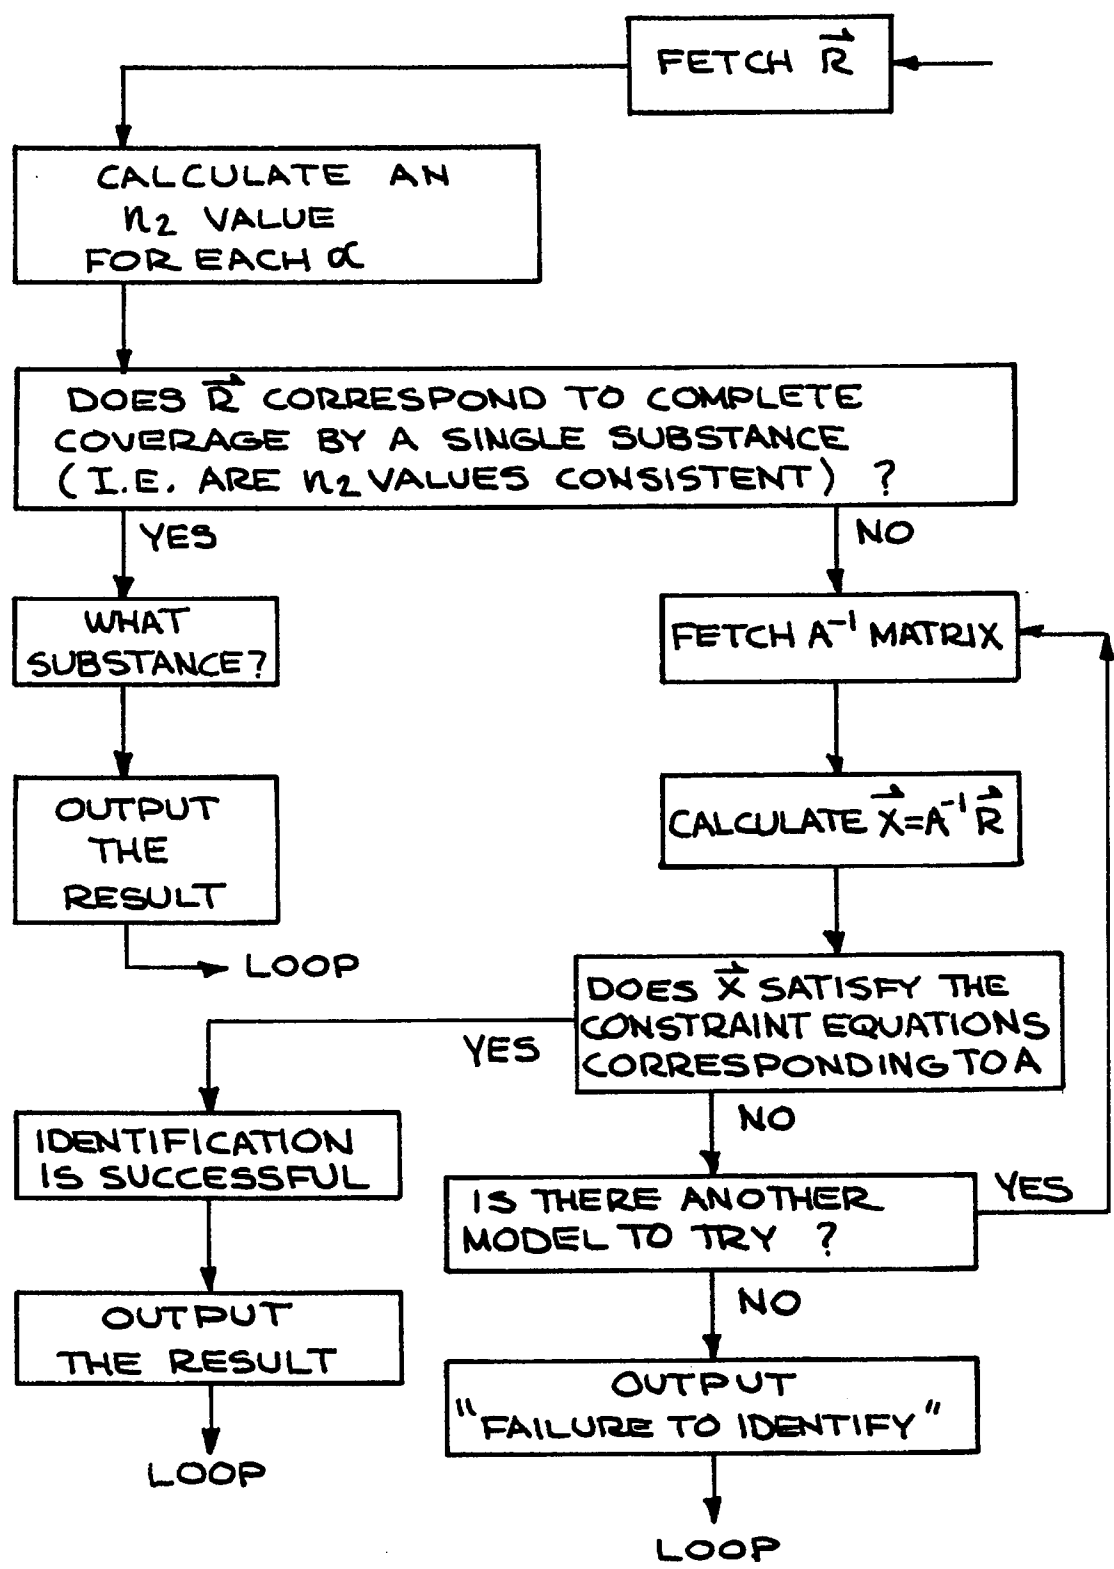 FETCH R⃗
CALCULATE AN
n₂ VALUE
FOR EACH α
DOES R⃗ CORRESPOND TO COMPLETE
COVERAGE BY A SINGLE SUBSTANCE
(I.E. ARE n₂ VALUES CONSISTENT) ?
YES
NO
WHAT
SUBSTANCE?
FETCH A⁻¹ MATRIX
OUTPUT
THE
RESULT
CALCULATE X⃗=A⁻¹R⃗
LOOP
DOES X⃗ SATISFY THE
CONSTRAINT EQUATIONS
CORRESPONDING TO A
YES
NO
IDENTIFICATION
IS SUCCESSFUL
IS THERE ANOTHER
MODEL TO TRY ?
YES
NO
OUTPUT
THE RESULT
OUTPUT
"FAILURE TO IDENTIFY"
LOOP
LOOP